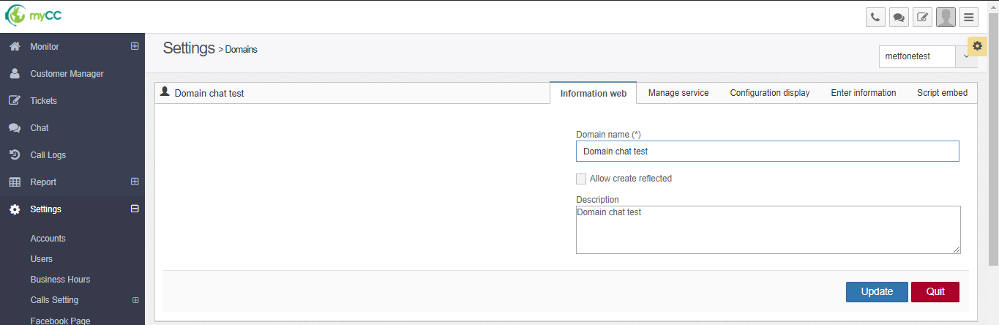 myCC
Monitor
Customer Manager
Tickets
Chat
Call Logs
Report
Settings
Accounts
Users
Business Hours
Calls Setting
Facebook Page
Settings > Domains
metfonetest
Domain chat test
Information web
Manage service
Configuration display
Enter information
Script embed
Domain name (*)
Domain chat test
Allow create reflected
Description
Domain chat test
Update
Quit